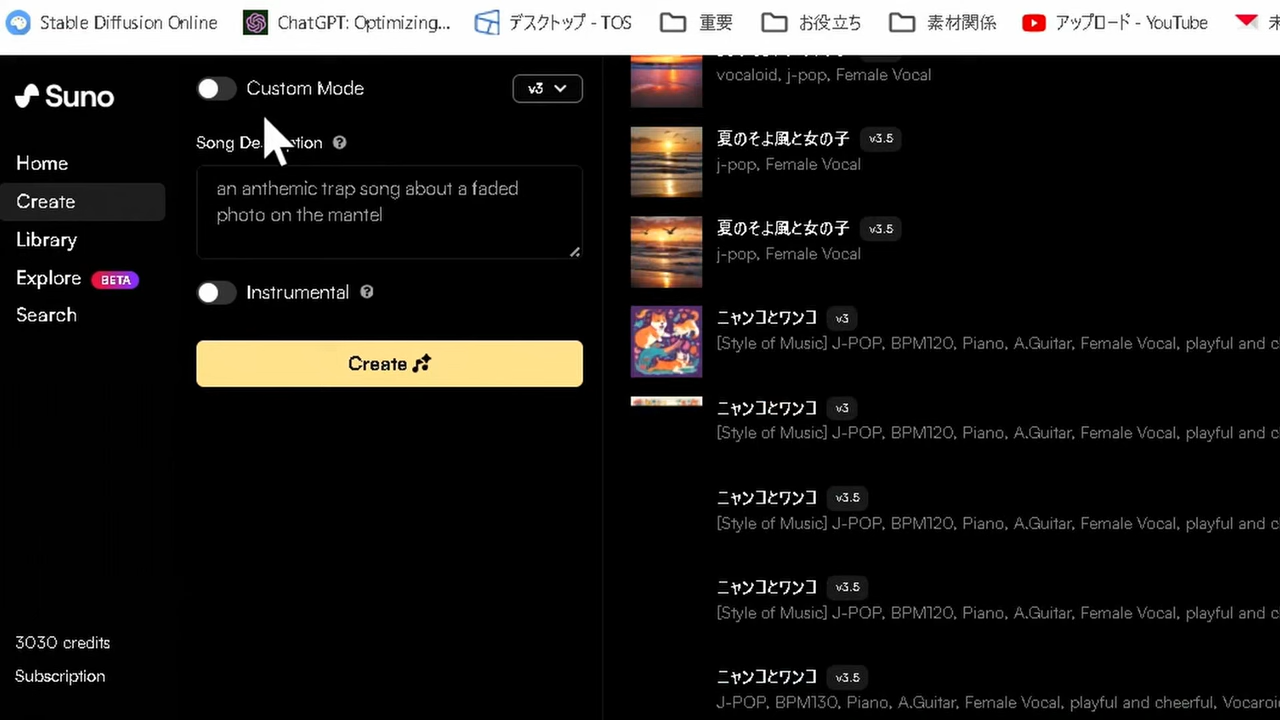 Stable Diffusion Online ChatGPT: Optimizing... デスクトップ - TOS 重要 お役立ち 素材関係 アップロード - YouTube
Suno
Home
Create
Library
Explore BETA
Search
3030 credits
Subscription
Custom Mode v3
Song De tion ?
an anthemic trap song about a faded
photo on the mantel
Instrumental ?
Create
vocaloid, j-pop, Female Vocal
夏のそよ風と女の子 v3.5
j-pop, Female Vocal
夏のそよ風と女の子 v3.5
j-pop, Female Vocal
ニャンコとワンコ v3
[Style of Music] J-POP, BPM120, Piano, A.Guitar, Female Vocal, playful and c
ニャンコとワンコ v3
[Style of Music] J-POP, BPM120, Piano, A.Guitar, Female Vocal, playful and c
ニャンコとワンコ v3.5
[Style of Music] J-POP, BPM120, Piano, A.Guitar, Female Vocal, playful and c
ニャンコとワンコ v3.5
[Style of Music] J-POP, BPM120, Piano, A.Guitar, Female Vocal, playful and c
ニャンコとワンコ v3.5
J-POP, BPM130, Piano, A.Guitar, Female Vocal, playful and cheerful, Vocaroid